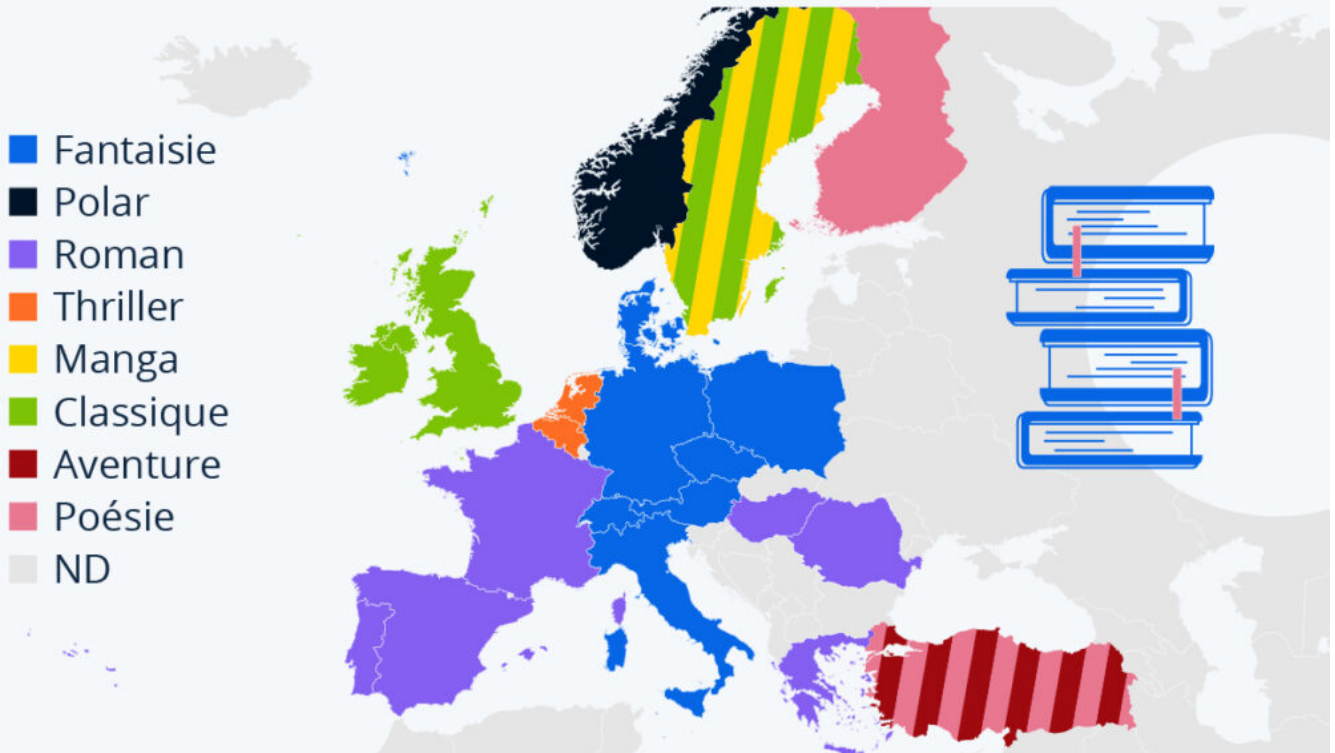 Fantaisie
Polar
Roman
Thriller
Manga
Classique
Aventure
Poésie
ND